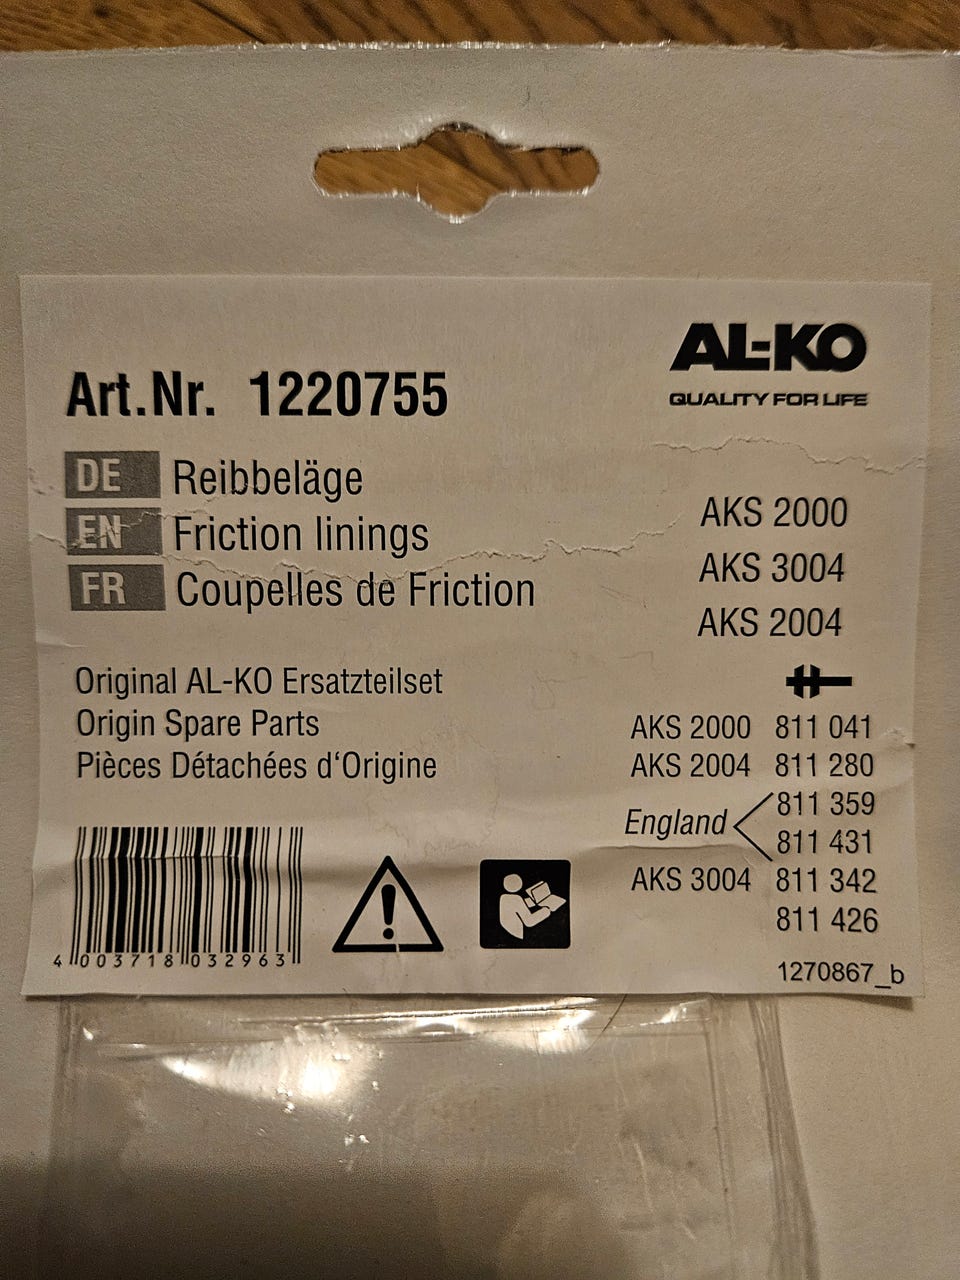 AL-KO
QUALITY FOR LIFE
Art.Nr. 1220755
DE Reibbeläge
EN Friction linings
FR Coupelles de Friction
AKS 2000
AKS 3004
AKS 2004
Original AL-KO Ersatzteilset
Origin Spare Parts
Pièces Détachées d‘Origine
AKS 2000 811 041
AKS 2004 811 280
England 811 359
811 431
AKS 3004 811 342
811 426
4 003718 032963
1270867_b